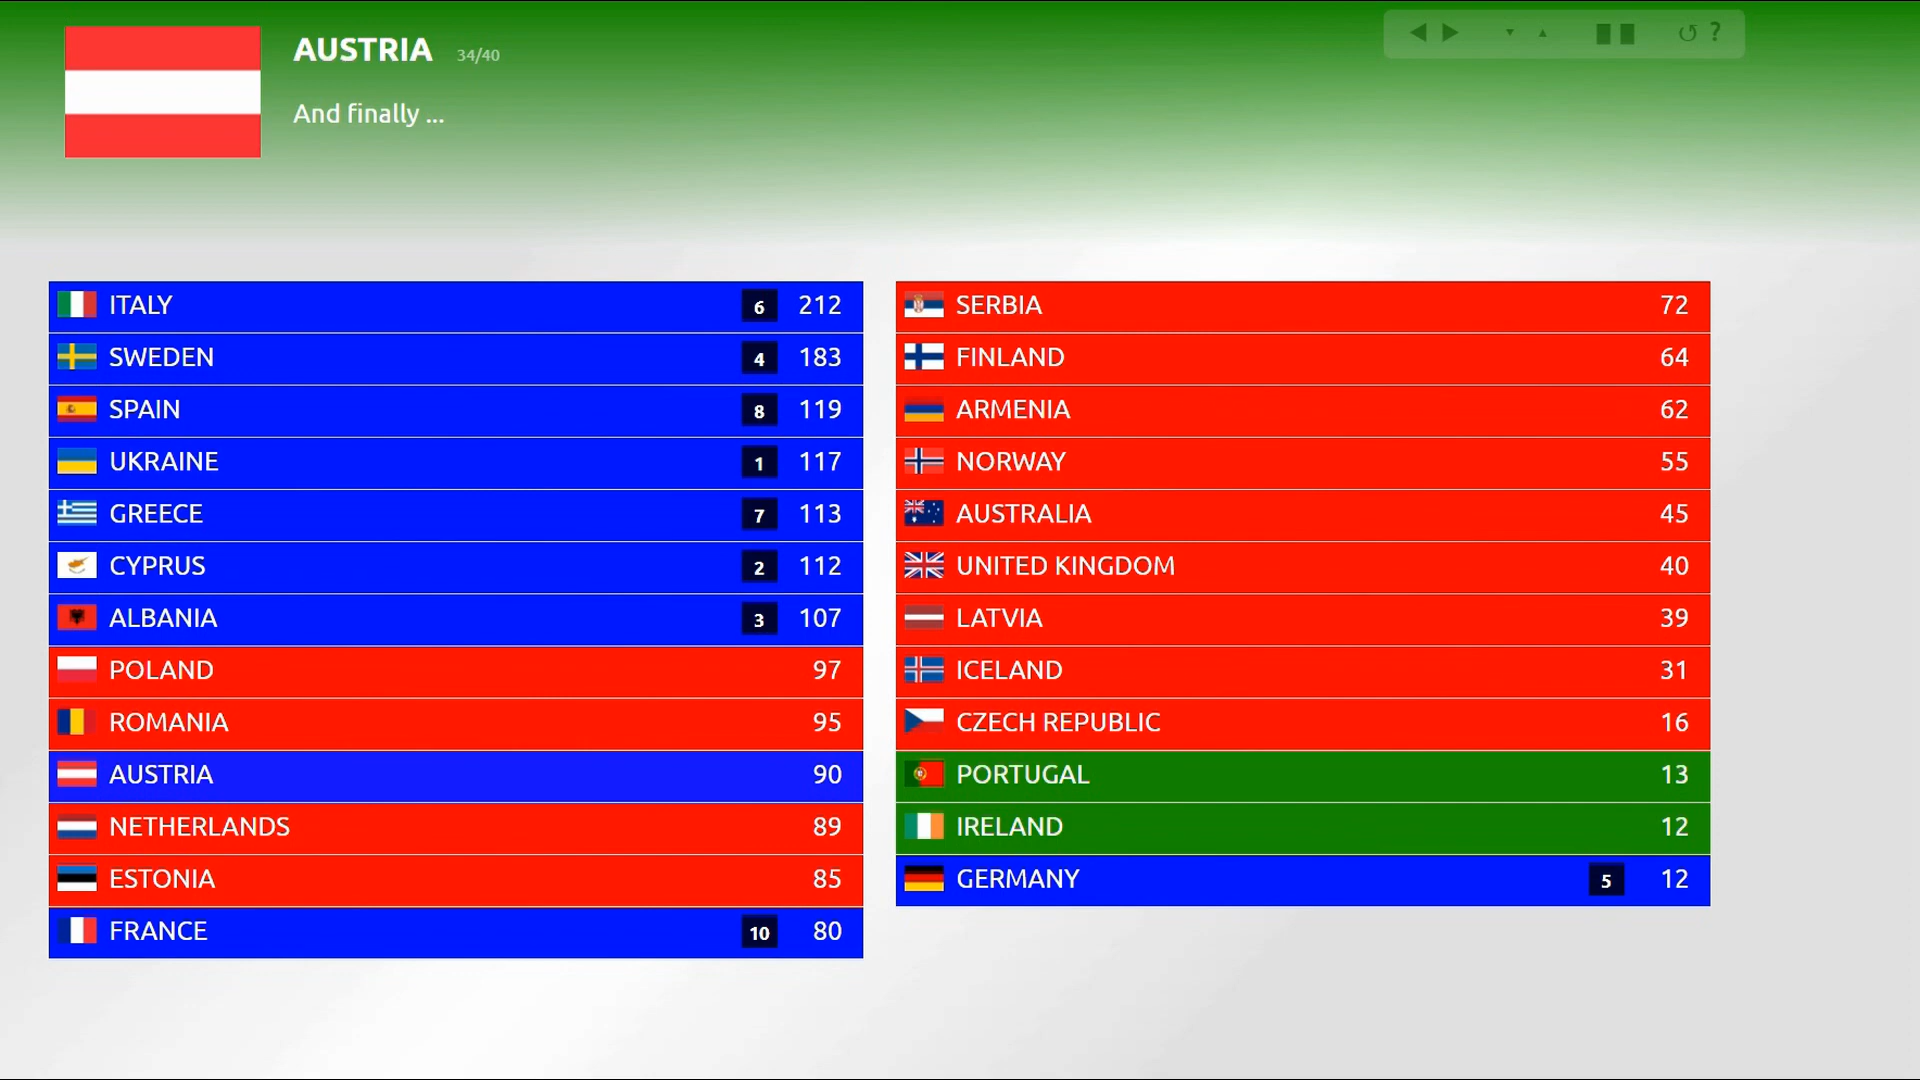 AUSTRIA 34/40
?
And finally ...
ITALY 6 212
SWEDEN 4 183
SPAIN 8 119
UKRAINE 1 117
GREECE 7 113
CYPRUS 2 112
ALBANIA 3 107
POLAND 97
ROMANIA 95
AUSTRIA 90
NETHERLANDS 89
ESTONIA 85
FRANCE 10 80
SERBIA 72
FINLAND 64
ARMENIA 62
NORWAY 55
AUSTRALIA 45
UNITED KINGDOM 40
LATVIA 39
ICELAND 31
CZECH REPUBLIC 16
PORTUGAL 13
IRELAND 12
GERMANY 5 12